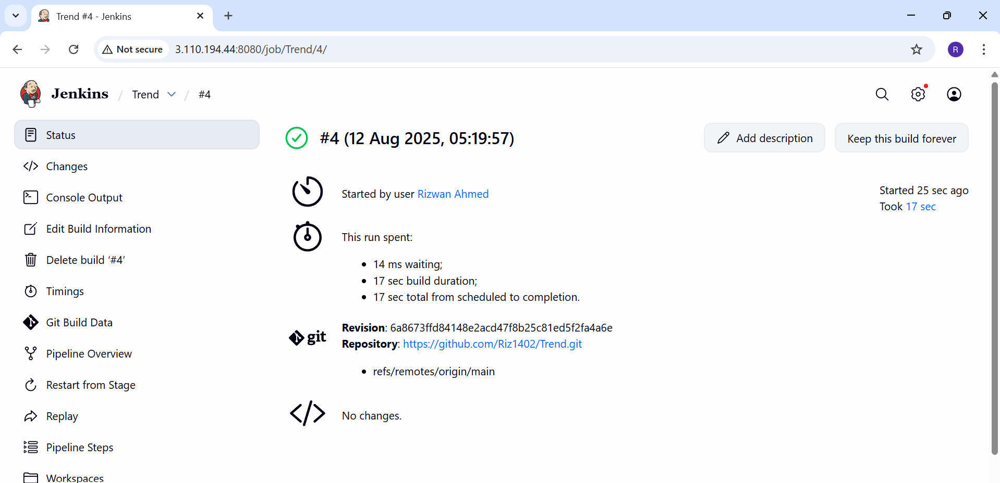 Trend #4 - Jenkins
Not secure 3.110.194.44:8080/job/Trend/4/
R
Jenkins / Trend / #4
Status
Changes
Console Output
Edit Build Information
Delete build ‘#4’
Timings
Git Build Data
Pipeline Overview
Restart from Stage
Replay
Pipeline Steps
Workspaces
#4 (12 Aug 2025, 05:19:57)
Add description
Keep this build forever
Started by user Rizwan Ahmed
Started 25 sec ago
Took 17 sec
This run spent:
• 14 ms waiting;
• 17 sec build duration;
• 17 sec total from scheduled to completion.
git
Revision: 6a8673ffd84148e2acd47f8b25c81ed5f2fa4a6e
Repository: https://github.com/Riz1402/Trend.git
• refs/remotes/origin/main
No changes.